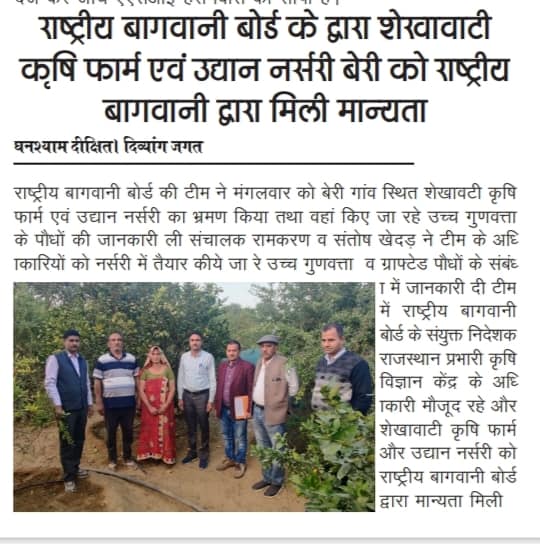 राष्ट्रीय बागवानी बोर्ड के द्वारा शेखावाटी
कृषि फार्म एवं उद्यान नर्सरी बेरी को राष्ट्रीय
बागवानी द्वारा मिली मान्यता
घनश्याम दीक्षित। दिव्यांग जगत
राष्ट्रीय बागवानी बोर्ड की टीम ने मंगलवार को बेरी गांव स्थित शेखावटी कृषि
फार्म एवं उद्यान नर्सरी का भ्रमण किया तथा वहां किए जा रहे उच्च गुणवत्ता
के पौधों की जानकारी ली संचालक रामकरण व संतोष खेदड़ ने टीम के अधि
ाकारियों को नर्सरी में तैयार कीये जा रे उच्च गुणवत्ता व ग्राफ्टेड पौधों के संबंध
ा में जानकारी दी टीम
में राष्ट्रीय बागवानी
बोर्ड के संयुक्त निदेशक
राजस्थान प्रभारी कृषि
विज्ञान केंद्र के अधि
ाकारी मौजूद रहे और
शेखावाटी कृषि फार्म
और उद्यान नर्सरी को
राष्ट्रीय बागवानी बोर्ड
द्वारा मान्यता मिली